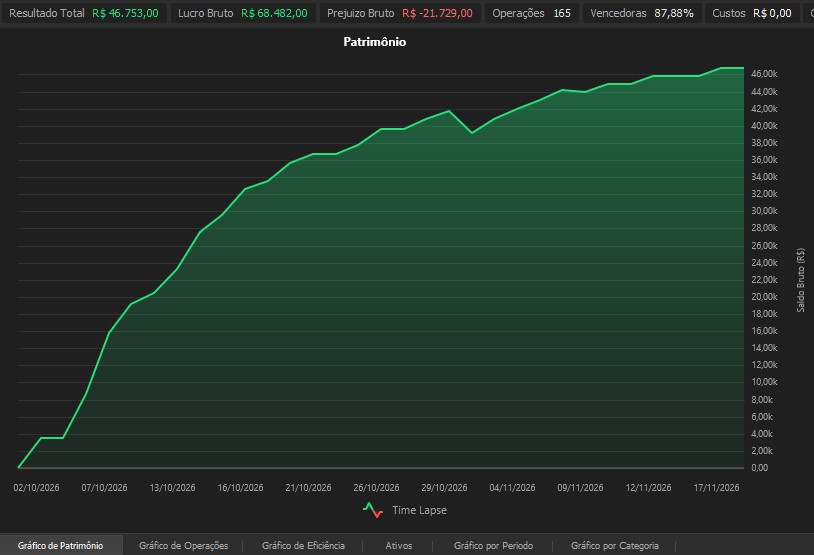 Resultado Total R$ 46.753,00 Lucro Bruto R$ 68.482,00 Prejuizo Bruto R$ -21.729,00 Operações 165 Vencedoras 87,88% Custos R$ 0,00
Patrimônio
46,00k
44,00k
42,00k
40,00k
38,00k
36,00k
34,00k
32,00k
30,00k
28,00k
26,00k
24,00k
22,00k
20,00k
18,00k
16,00k
14,00k
12,00k
10,00k
8,00k
6,00k
4,00k
2,00k
0,00
Saldo Bruto (R$)
02/10/2026 07/10/2026 13/10/2026 16/10/2026 21/10/2026 26/10/2026 29/10/2026 04/11/2026 09/11/2026 12/11/2026 17/11/2026
Time Lapse
Gráfico de Patrimônio Gráfico de Operações Gráfico de Eficiência Ativos Gráfico por Periodo Gráfico por Categoria